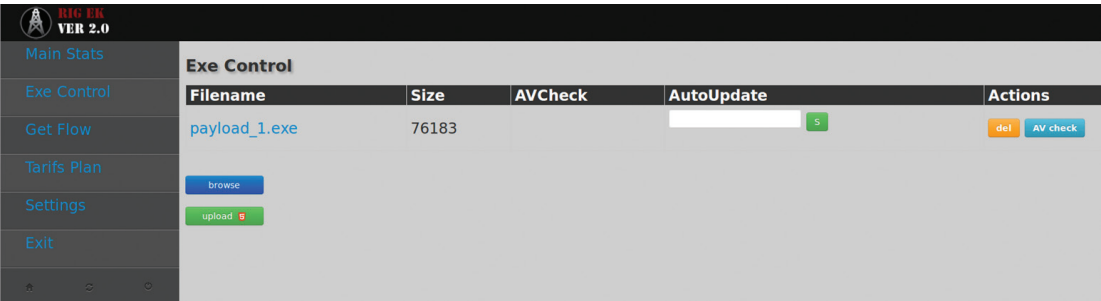 RIG EK
VER 2.0
Main Stats
Exe Control
Get Flow
Tarifs Plan
Settings
Exit
Exe Control
Filename Size AVCheck AutoUpdate Actions
payload_1.exe 76183 S del AV check
browse
upload 5